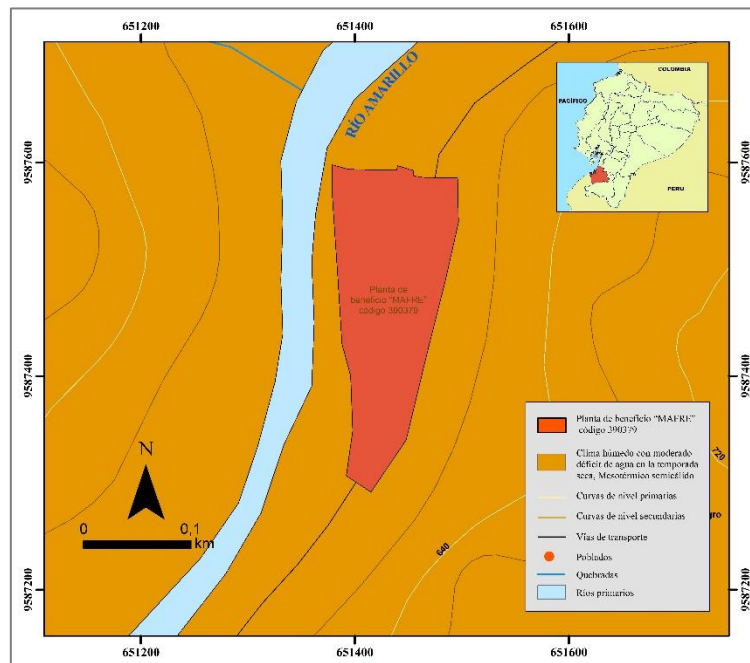 651200
651400
651600
COLOMBIA
PACÍFICO
PERU
RÍO AMARILLO
9587600
9587600
Planta de
beneficio "MAFRE"
código 390379
9587400
9587400
Planta de beneficio "MAFRE"
código 390379
Clima húmedo con moderado
déficit de agua en la temporada
seca, Mesotérmico semicálido
Curvas de nivel primarias
Curvas de nivel secundarias
gro
Vías de transporte
Poblados
Quebradas
Ríos primarios
720
640
N
0
0,1
km
9587200
9587200
651200
651400
651600